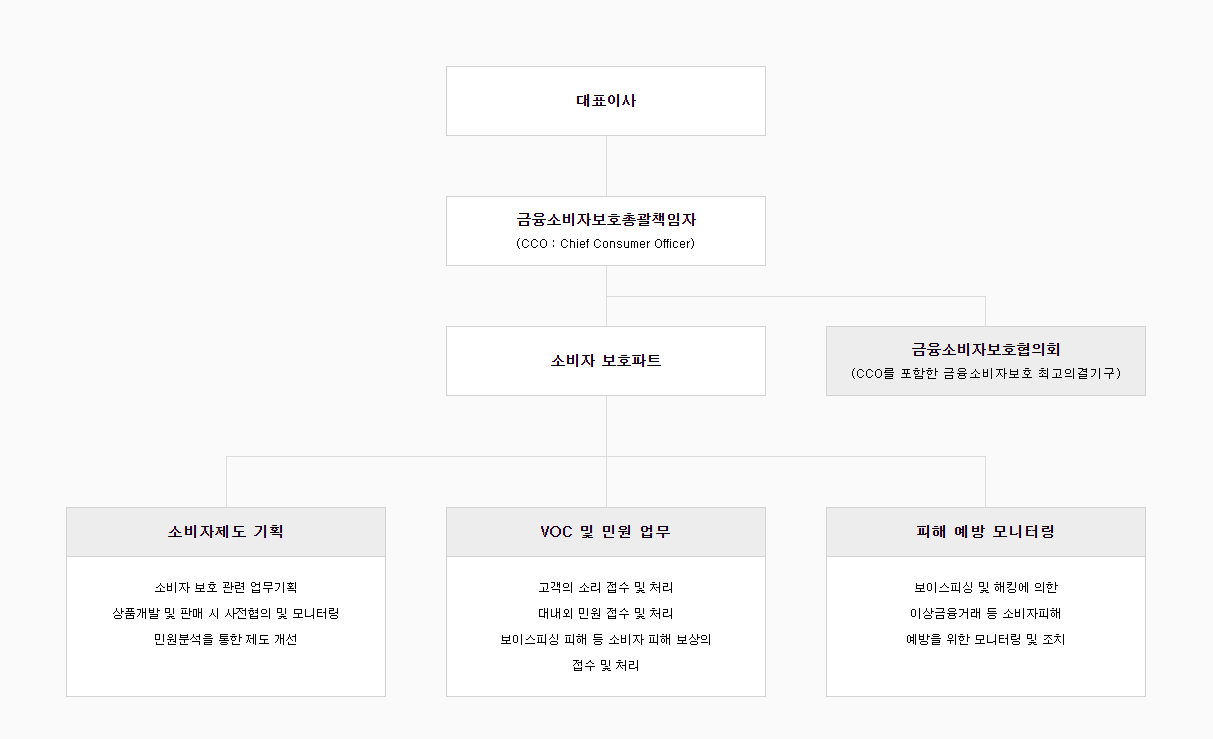 대표이사
금융소비자보호총괄책임자
(CCO : Chief Consumer Officer)
소비자 보호파트
금융소비자보호협의회
(CCO를 포함한 금융소비자보호 최고의결기구)
소비자제도 기획
소비자 보호 관련 업무기획
상품개발 및 판매 시 사전협의 및 모니터링
민원분석을 통한 제도 개선
VOC 및 민원 업무
고객의 소리 접수 및 처리
대내외 민원 접수 및 처리
보이스피싱 피해 등 소비자 피해 보상의
접수 및 처리
피해 예방 모니터링
보이스피싱 및 해킹에 의한
이상금융거래 등 소비자피해
예방을 위한 모니터링 및 조치